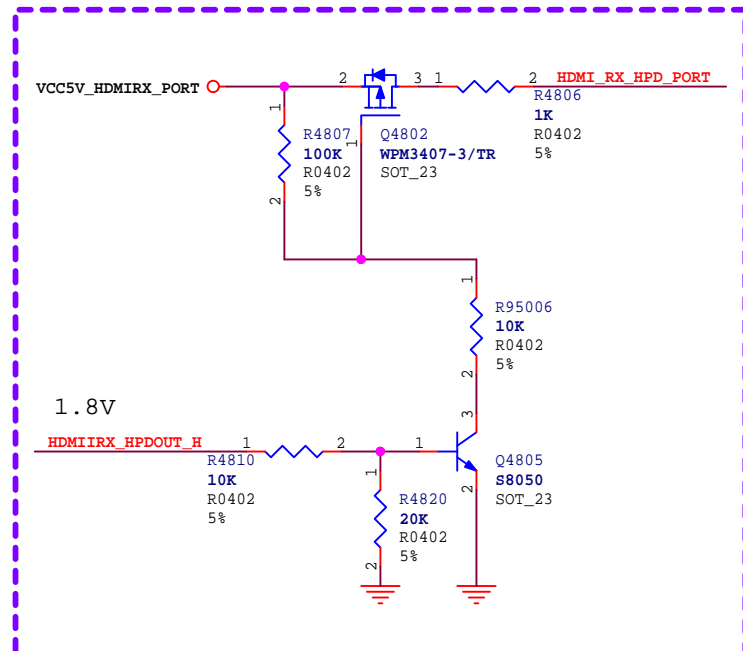 VCC5V_HDMIRX_PORT
2
3
1
2
HDMI_RX_HPD_PORT
R4806
1K
R0402
5%
1
R4807
100K
R0402
5%
2
1
Q4802
WPM3407-3/TR
SOT_23
1
R95006
10K
R0402
5%
2
1.8V
HDMIIRX_HPDOUT_H
1
2
R4810
10K
R0402
5%
1
3
Q4805
S8050
SOT_23
2
1
R4820
20K
R0402
5%
2